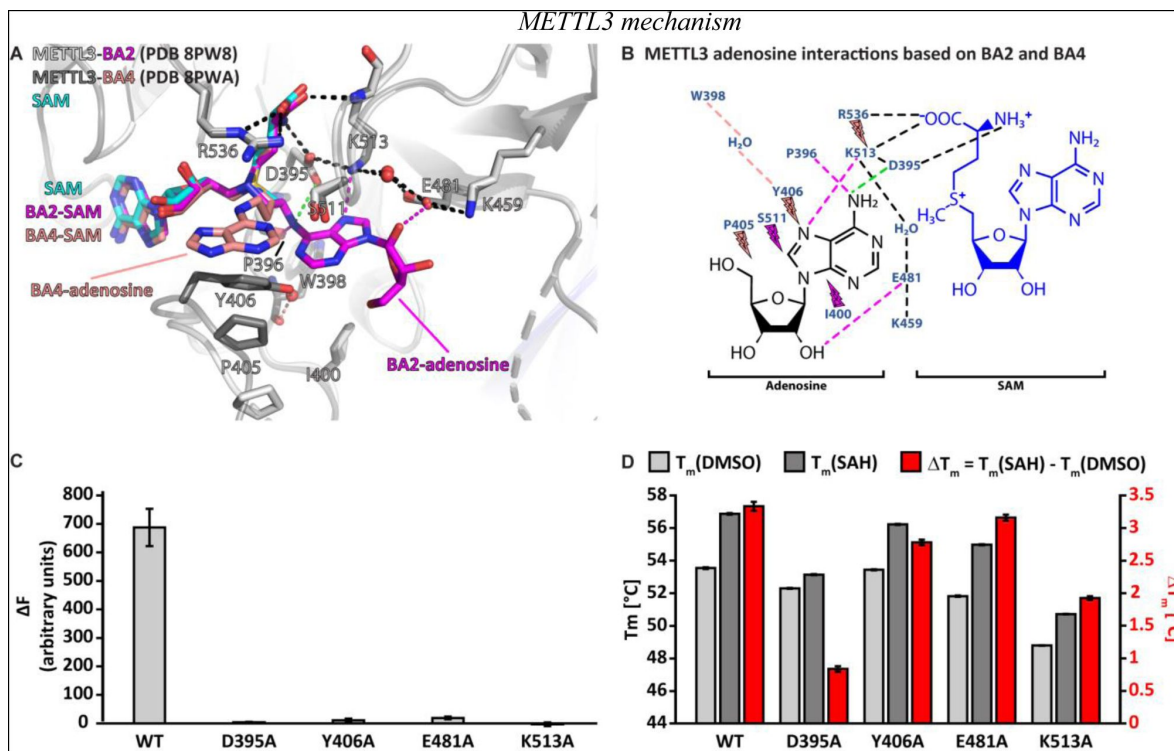 METTL3 mechanism
A METTL3-BA2 (PDB 8PW8)
METTL3-BA4 (PDB 8PWA)
SAM
R536
D395
K513
S511
E481
K459
SAM
BA2-SAM
BA4-SAM
P396
W398
BA4-adenosine
Y406
P405
I400
BA2-adenosine
B METTL3 adenosine interactions based on BA2 and BA4
W398
R536
-OOC
NH3+
H2O
P396
K513
D395
NH2
Y406
S+
H3C
N
N
N
N
NH2
P405
S511
H2O
N
N
N
N
HO
O
I400
E481
O
HO
OH
K459
HO
OH
Adenosine
SAM
C
800
700
600
500
400
300
200
100
0
ΔF
(arbitrary units)
WT D395A Y406A E481A K513A
D Tm(DMSO) Tm(SAH) ΔTm = Tm(SAH) - Tm(DMSO)
58
56
54
52
50
48
46
44
Tm [°C]
3.5
3
2.5
2
1.5
1
0.5
0
ΔTm [°C]
WT D395A Y406A E481A K513A